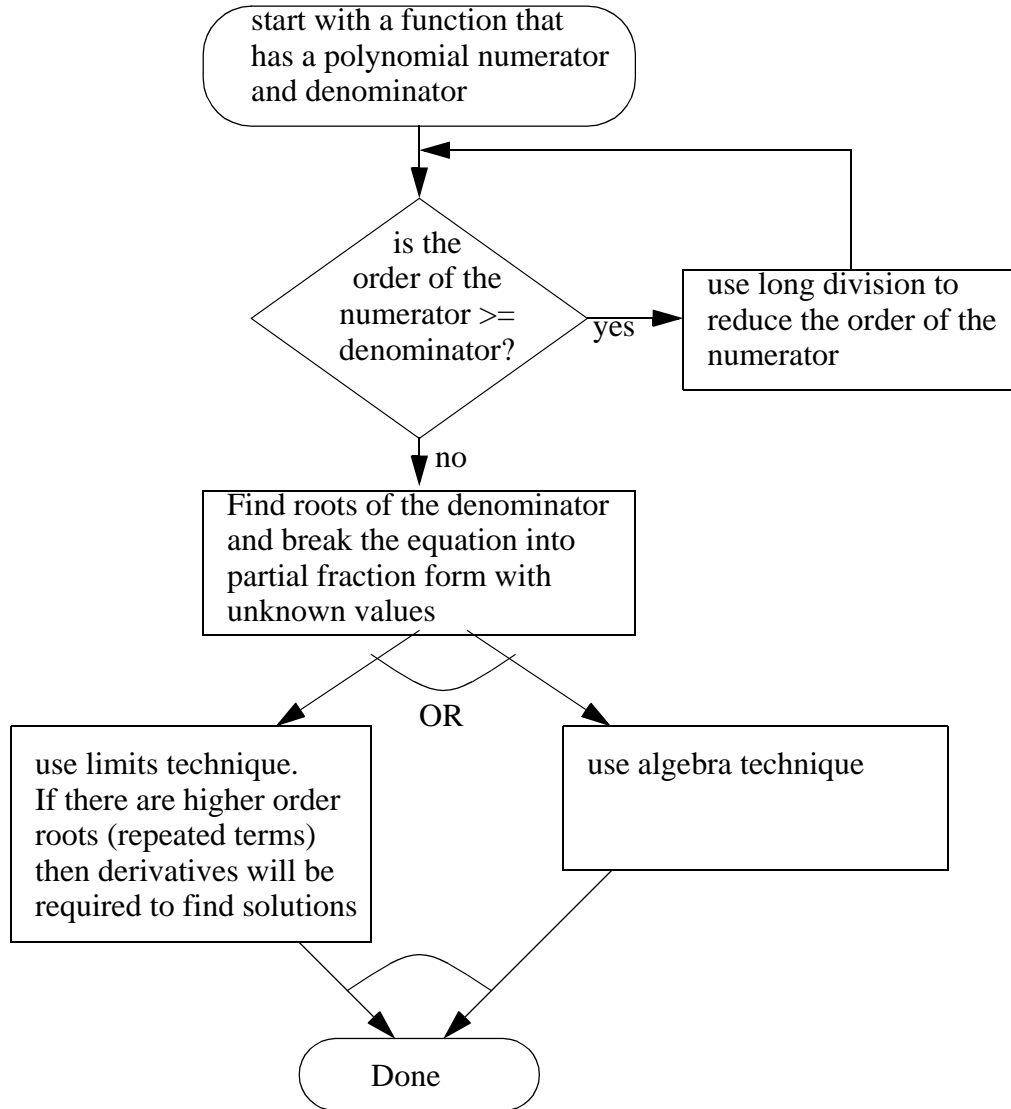 start with a function that
has a polynomial numerator
and denominator
is the
order of the
numerator >=
denominator?
yes
use long division to
reduce the order of the
numerator
no
Find roots of the denominator
and break the equation into
partial fraction form with
unknown values
OR
use limits technique.
If there are higher order
roots (repeated terms)
then derivatives will be
required to find solutions
use algebra technique
Done